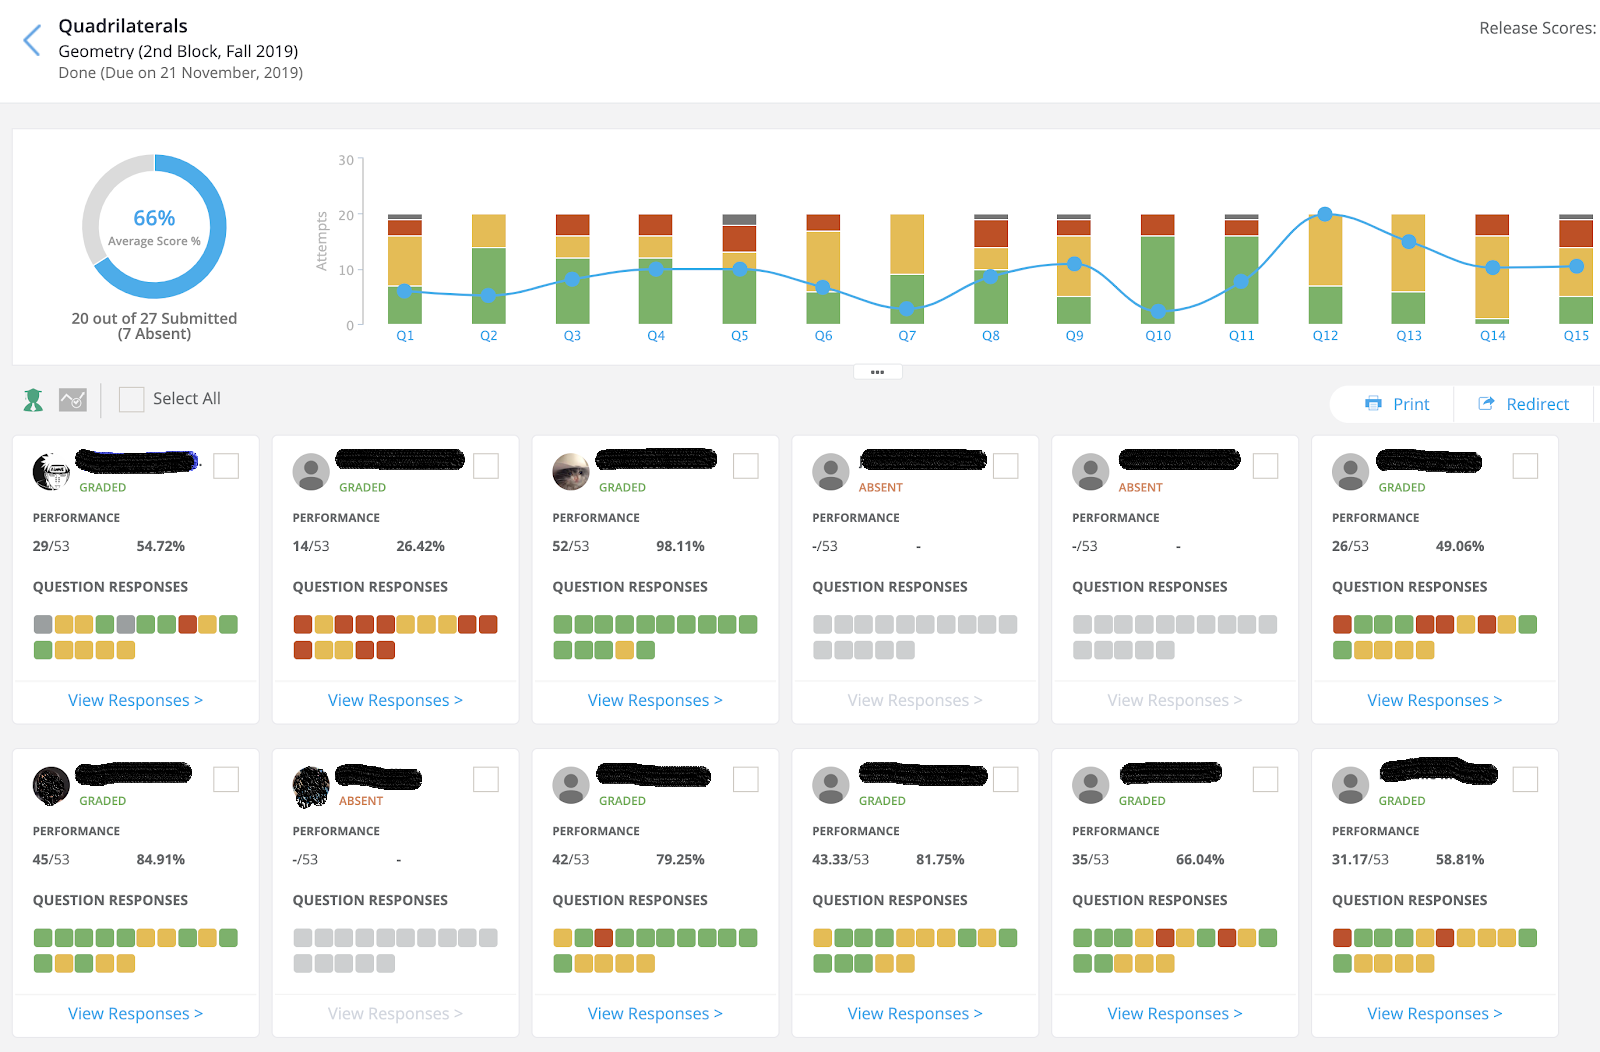 Quadrilaterals
Geometry (2nd Block, Fall 2019)
Done (Due on 21 November, 2019)
Release Scores:
66%
Average Score %
20 out of 27 Submitted
(7 Absent)
Attempts
30
20
10
0
Q1 Q2 Q3 Q4 Q5 Q6 Q7 Q8 Q9 Q10 Q11 Q12 Q13 Q14 Q15
•••
Select All
Print
Redirect
GRADED GRADED GRADED ABSENT ABSENT GRADED
PERFORMANCE PERFORMANCE PERFORMANCE PERFORMANCE PERFORMANCE PERFORMANCE
29/53 54.72% 14/53 26.42% 52/53 98.11% -/53 - -/53 - 26/53 49.06%
QUESTION RESPONSES QUESTION RESPONSES QUESTION RESPONSES QUESTION RESPONSES QUESTION RESPONSES QUESTION RESPONSES
View Responses > View Responses > View Responses > View Responses > View Responses > View Responses >
GRADED ABSENT GRADED GRADED GRADED GRADED
PERFORMANCE PERFORMANCE PERFORMANCE PERFORMANCE PERFORMANCE PERFORMANCE
45/53 84.91% -/53 - 42/53 79.25% 43.33/53 81.75% 35/53 66.04% 31.17/53 58.81%
QUESTION RESPONSES QUESTION RESPONSES QUESTION RESPONSES QUESTION RESPONSES QUESTION RESPONSES QUESTION RESPONSES
View Responses > View Responses > View Responses > View Responses > View Responses > View Responses >